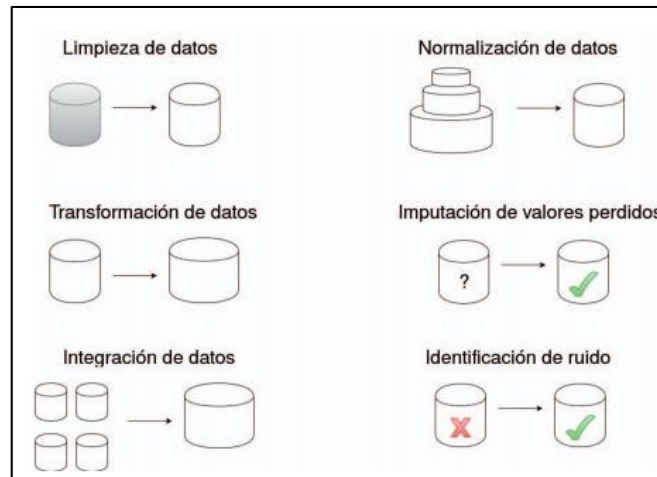 Limpieza de datos
Normalización de datos
Transformación de datos
Imputación de valores perdidos
?
Integración de datos
Identificación de ruido